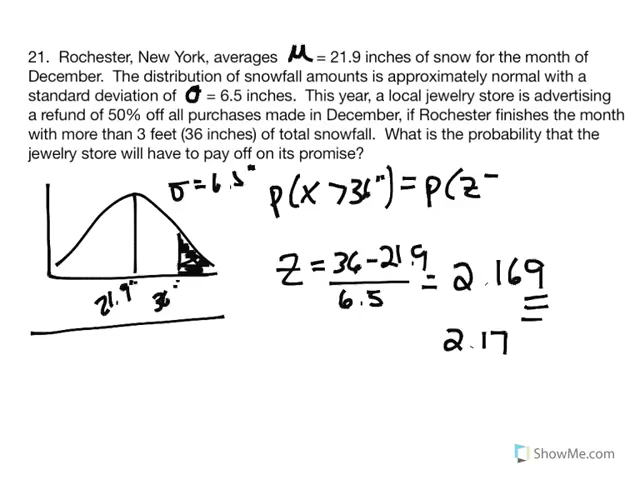 21. Rochester, New York, averages μ = 21.9 inches of snow for the month of
December. The distribution of snowfall amounts is approximately normal with a
standard deviation of σ = 6.5 inches. This year, a local jewelry store is advertising
a refund of 50% off all purchases made in December, if Rochester finishes the month
with more than 3 feet (36 inches) of total snowfall. What is the probability that the
jewelry store will have to pay off on its promise?
σ = 6.5"
P(X > 36") = P(Z -
Z = 36 - 21.9 / 6.5 = 2.169
21.9" 36"
2.17
ShowMe.com